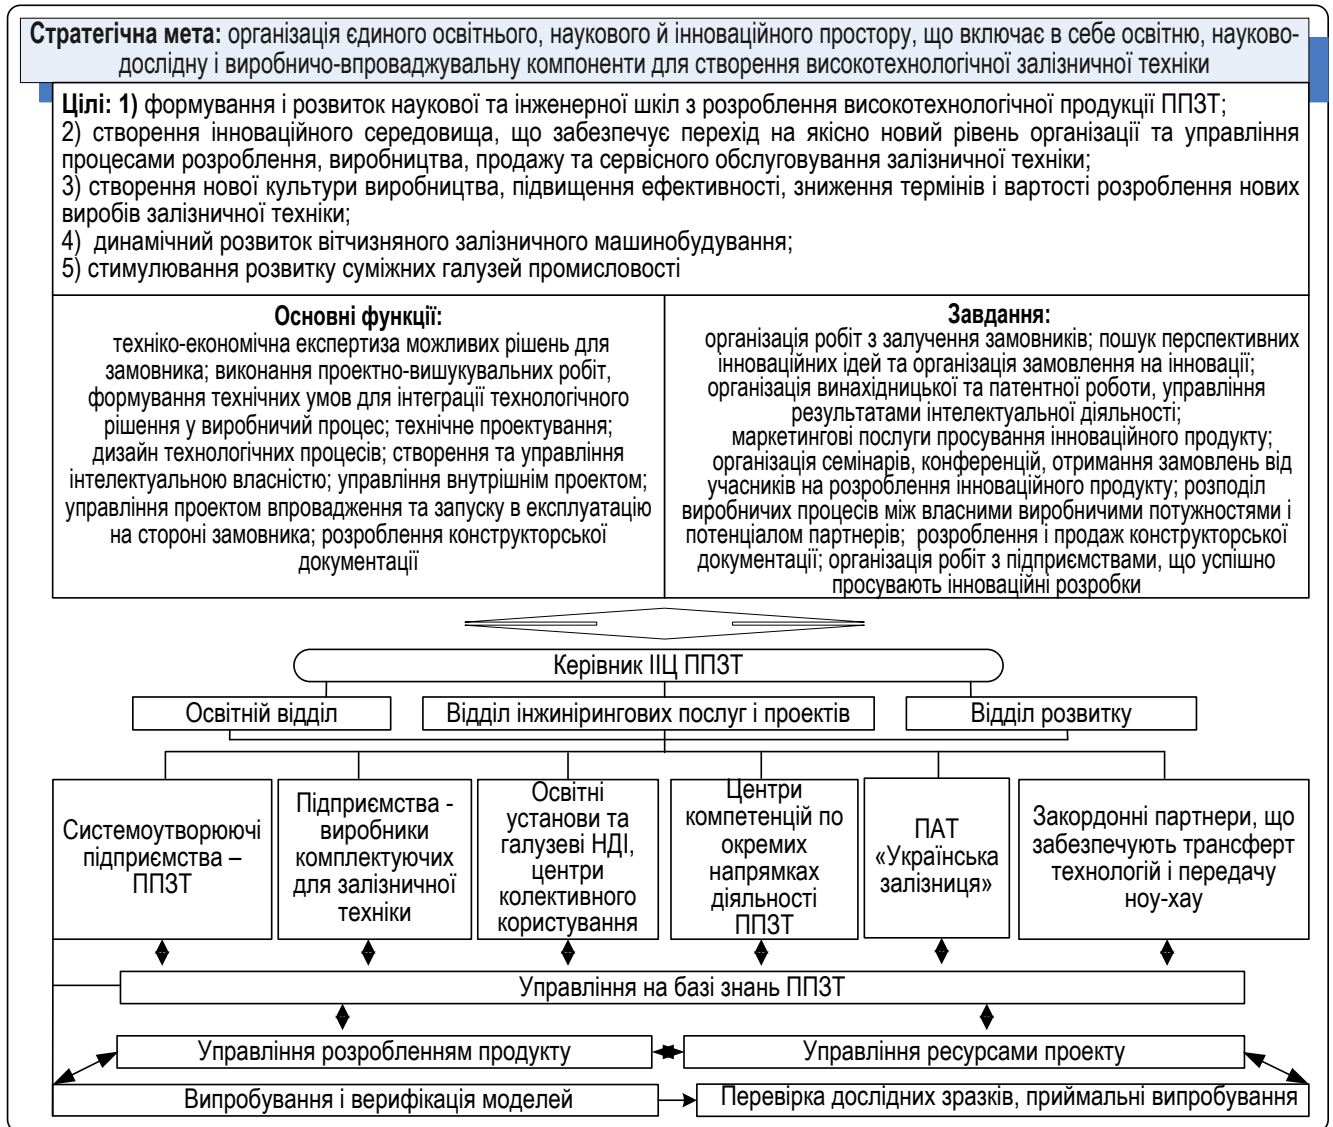 Стратегічна мета: організація єдиного освітнього, наукового й інноваційного простору, що включає в себе освітню, науково-
дослідну і виробничо-впроваджувальну компоненти для створення високотехнологічної залізничної техніки
Цілі: 1) формування і розвиток наукової та інженерної шкіл з розроблення високотехнологічної продукції ППЗТ;
2) створення інноваційного середовища, що забезпечує перехід на якісно новий рівень організації та управління
процесами розроблення, виробництва, продажу та сервісного обслуговування залізничної техніки;
3) створення нової культури виробництва, підвищення ефективності, зниження термінів і вартості розроблення нових
виробів залізничної техніки;
4) динамічний розвиток вітчизняного залізничного машинобудування;
5) стимулювання розвитку суміжних галузей промисловості
Основні функції:
техніко-економічна експертиза можливих рішень для
замовника; виконання проектно-вишукувальних робіт,
формування технічних умов для інтеграції технологічного
рішення у виробничий процес; технічне проектування;
дизайн технологічних процесів; створення та управління
інтелектуальною власністю; управління внутрішнім проектом;
управління проектом впровадження та запуску в експлуатацію
на стороні замовника; розроблення конструкторської
документації
Завдання:
організація робіт з залучення замовників; пошук перспективних
інноваційних ідей та організація замовлення на інновації;
організація винахідницької та патентної роботи, управління
результатами інтелектуальної діяльності;
маркетингові послуги просування інноваційного продукту;
організація семінарів, конференцій, отримання замовлень від
учасників на розроблення інноваційного продукту; розподіл
виробничих процесів між власними виробничими потужностями і
потенціалом партнерів; розроблення і продаж конструкторської
документації; організація робіт з підприємствами, що успішно
просувають інноваційні розробки
Керівник ІІЦ ППЗТ
Освітній відділ
Відділ інжинірингових послуг і проектів
Відділ розвитку
Системоутворюючі
підприємства –
ППЗТ
Підприємства -
виробники
комплектуючих
для залізничної
техніки
Освітні
установи та
галузеві НДІ,
центри
колективного
користування
Центри
компетенцій по
окремих
напрямках
діяльності
ППЗТ
ПАТ
«Українська
залізниця»
Закордонні партнери, що
забезпечують трансферт
технологій і передачу
ноу-хау
Управління на базі знань ППЗТ
Управління розробленням продукту
Управління ресурсами проекту
Випробування і верифікація моделей
Перевірка дослідних зразків, приймальні випробування